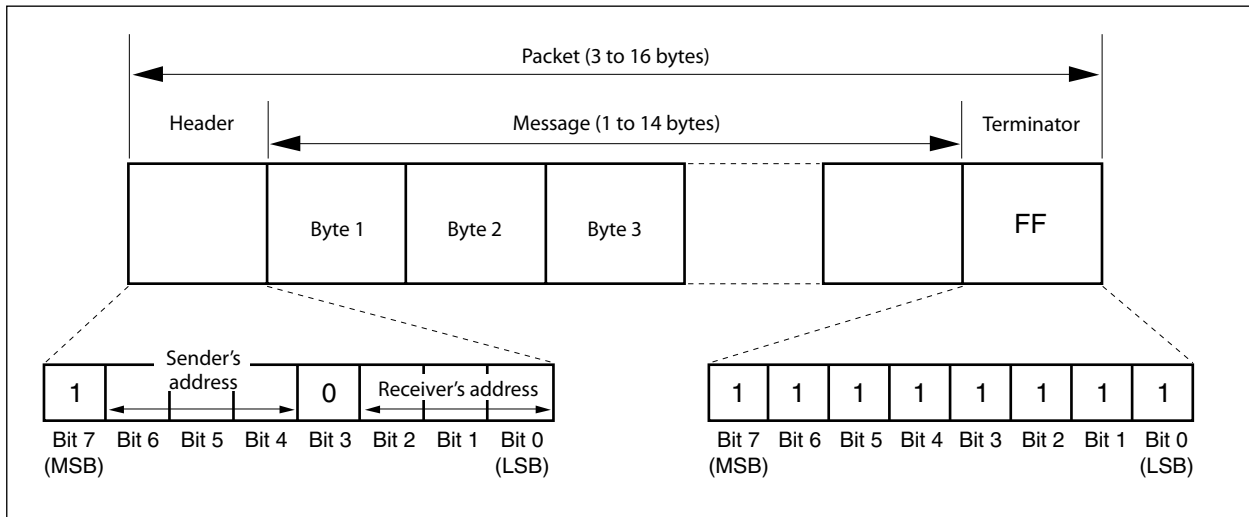 Packet (3 to 16 bytes)
Header
Message (1 to 14 bytes)
Terminator
Byte 1
Byte 2
Byte 3
FF
Sender's
address
Receiver's address
1
0
Bit 7
Bit 6
Bit 5
Bit 4
Bit 3
Bit 2
Bit 1
Bit 0
(MSB)
(LSB)
1 1 1 1 1 1 1 1
Bit 7
Bit 6
Bit 5
Bit 4
Bit 3
Bit 2
Bit 1
Bit 0
(MSB)
(LSB)